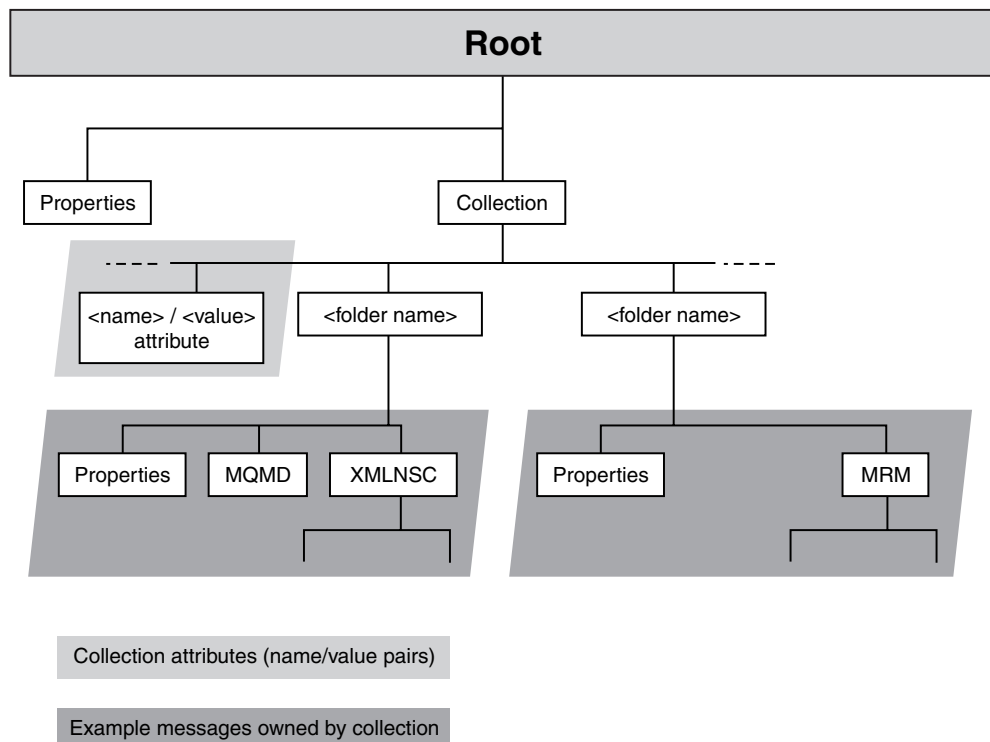 Root
Properties
Collection
<name> / <value>
attribute
<folder name>
<folder name>
Properties
MQMD
XMLNSC
Properties
MRM
Collection attributes (name/value pairs)
Example messages owned by collection